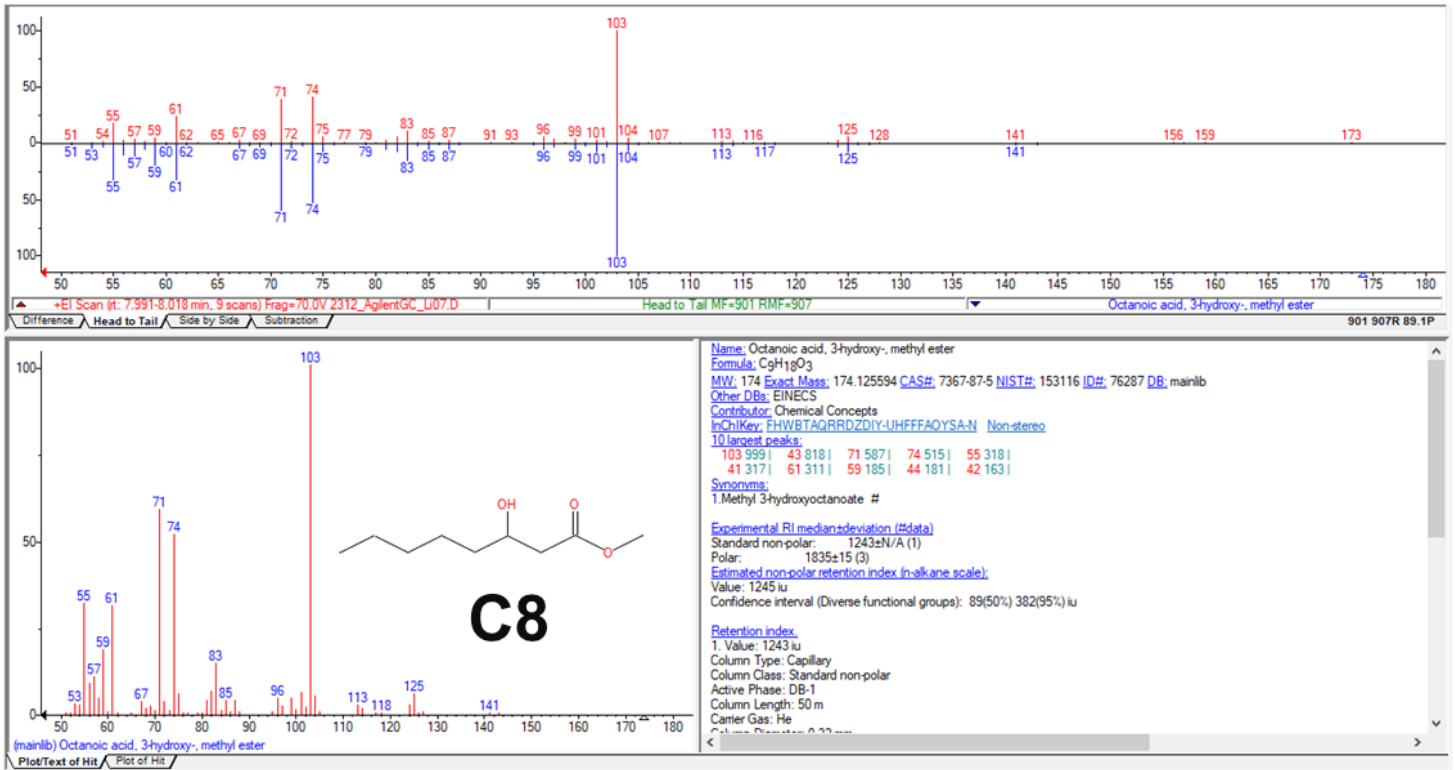 100
50
0
50
100
103
51 54 55 57 59 61 62 65 67 69 71 72 74 75 77 79 83 85 87 91 93 96 99 101 104 107 113 116 125 128 141 156 159 173
51 53 55 57 59 60 61 62 67 69 71 72 74 75 79 83 85 87 96 99 101 104 113 117 125 141
103
50 55 60 65 70 75 80 85 90 95 100 105 110 115 120 125 130 135 140 145 150 155 160 165 170 175 180
+EI Scan (rt: 7.991-8.018 min, 9 scans) Frag=70.0V 2312_AgilentGC_Li07.D Head to Tail MF=901 RMF=907 Octanoic acid, 3-hydroxy-, methyl ester
Difference Head to Tail Side by Side Subtraction 901 907R 89.1P
100
50
0
53 55 57 59 61 67 71 74 83 85 96 103 113 118 125 141
OH O
O
C8
50 60 70 80 90 100 110 120 130 140 150 160 170 180
(mainlib) Octanoic acid, 3-hydroxy-, methyl ester
Plot/Text of Hit Plot of Hit
Name: Octanoic acid, 3-hydroxy-, methyl ester
Formula: C9H18O3
MW: 174 Exact Mass: 174.125594 CAS#: 7367-87-5 NIST#: 153116 ID#: 76287 DB: mainlib
Other DBs: EINECS
Contributor: Chemical Concepts
InChIKey: FHWBTAQRRDZDIY-UHFFFAOYSA-N Non-stereo
10 largest peaks:
103 999 | 43 818 | 71 587 | 74 515 | 55 318 |
41 317 | 61 311 | 59 185 | 44 181 | 42 163 |
Synonyms:
1.Methyl 3-hydroxyoctanoate #
Experimental RI median±deviation (#data)
Standard non-polar: 1243±N/A (1)
Polar: 1835±15 (3)
Estimated non-polar retention index (n-alkane scale):
Value: 1245 iu
Confidence interval (Diverse functional groups): 89(50%) 382(95%) iu
Retention index.
1. Value: 1243 iu
Column Type: Capillary
Column Class: Standard non-polar
Active Phase: DB-1
Column Length: 50 m
Carrier Gas: He
Column Diameter: 0.22 mm